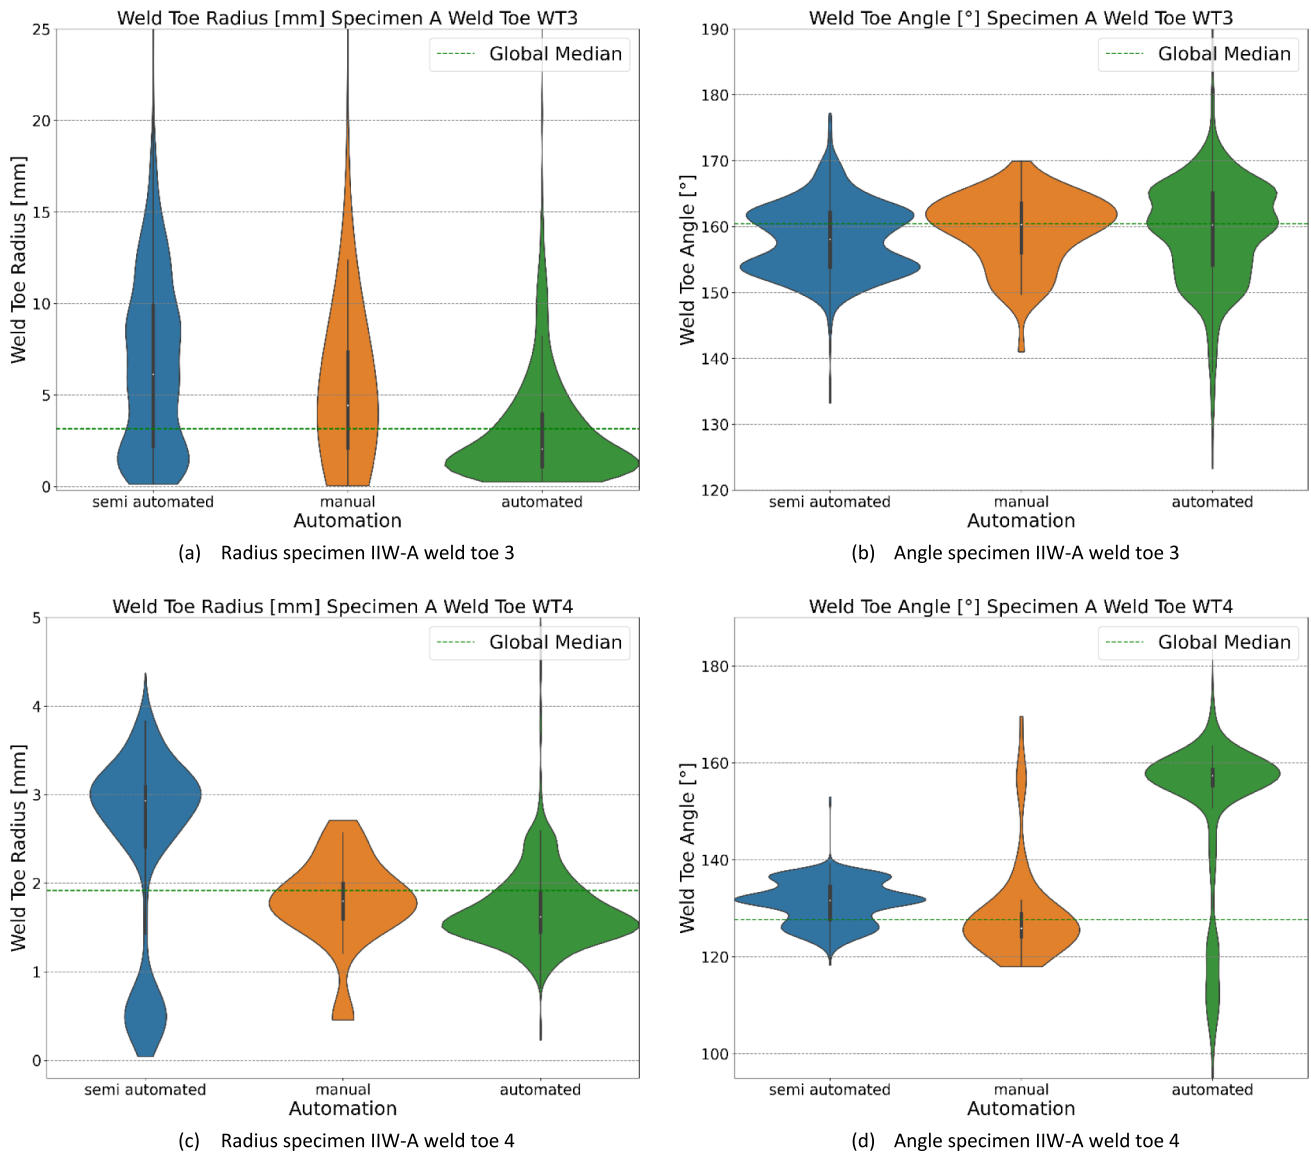 Weld Toe Radius [mm] Specimen A Weld Toe WT3
Global Median
Weld Toe Radius [mm]
25
20
15
10
5
0
semi automated manual automated
Automation
(a) Radius specimen IIW-A weld toe 3
Weld Toe Angle [°] Specimen A Weld Toe WT3
Global Median
Weld Toe Angle [°]
190
180
170
160
150
140
130
120
semi automated manual automated
Automation
(b) Angle specimen IIW-A weld toe 3
Weld Toe Radius [mm] Specimen A Weld Toe WT4
Global Median
Weld Toe Radius [mm]
5
4
3
2
1
0
semi automated manual automated
Automation
(c) Radius specimen IIW-A weld toe 4
Weld Toe Angle [°] Specimen A Weld Toe WT4
Global Median
Weld Toe Angle [°]
180
160
140
120
100
semi automated manual automated
Automation
(d) Angle specimen IIW-A weld toe 4